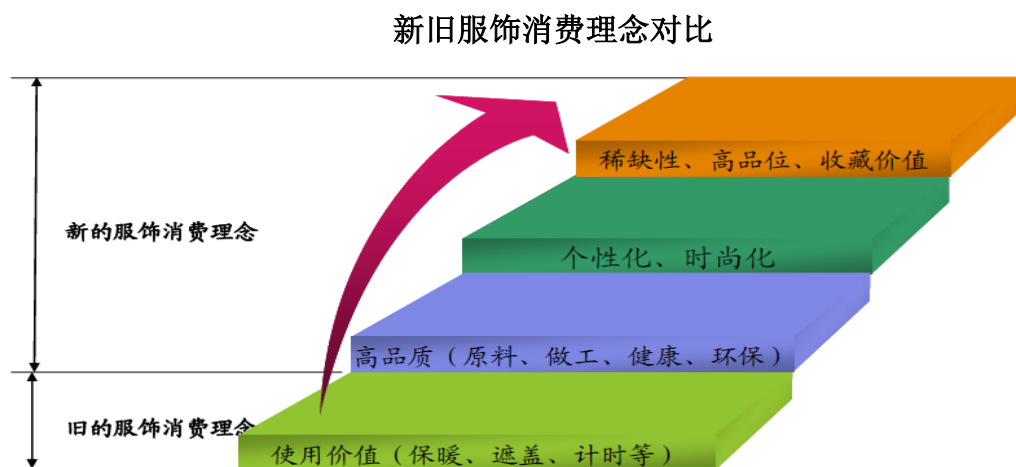 新旧服饰消费理念对比
稀缺性、高品位、收藏价值
新的服饰消费理念
个性化、时尚化
高品质（原料、做工、健康、环保）
旧的服饰消费理念
使用价值（保暖、遮盖、计时等）